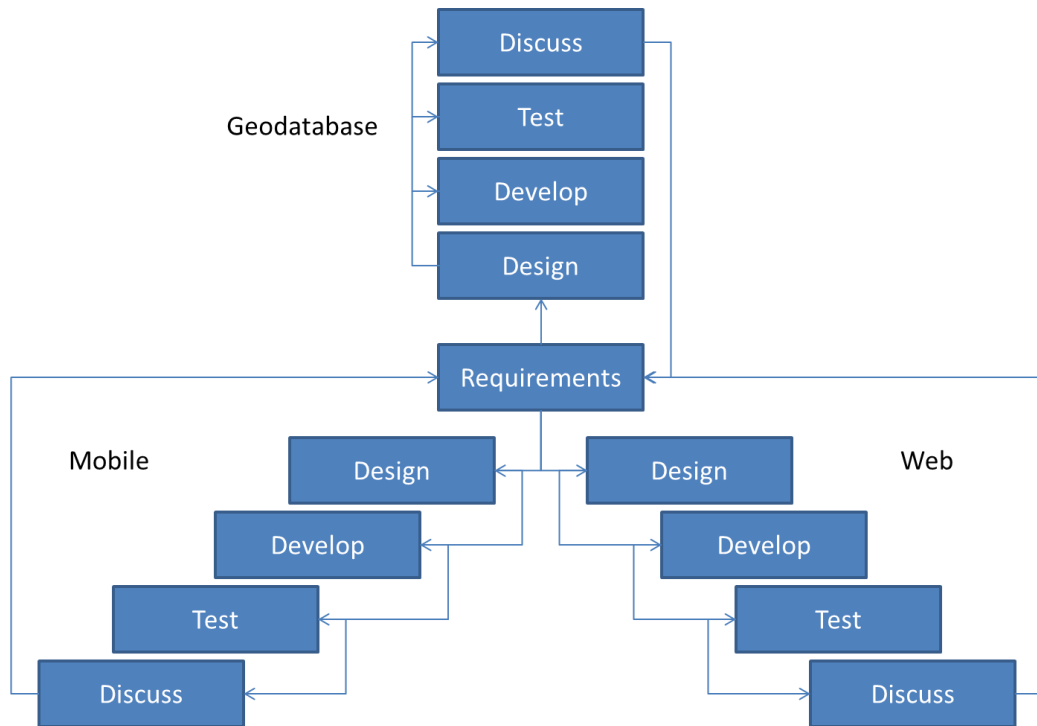 Discuss
Geodatabase
Test
Develop
Design
Requirements
Mobile
Web
Design
Design
Develop
Develop
Test
Test
Discuss
Discuss